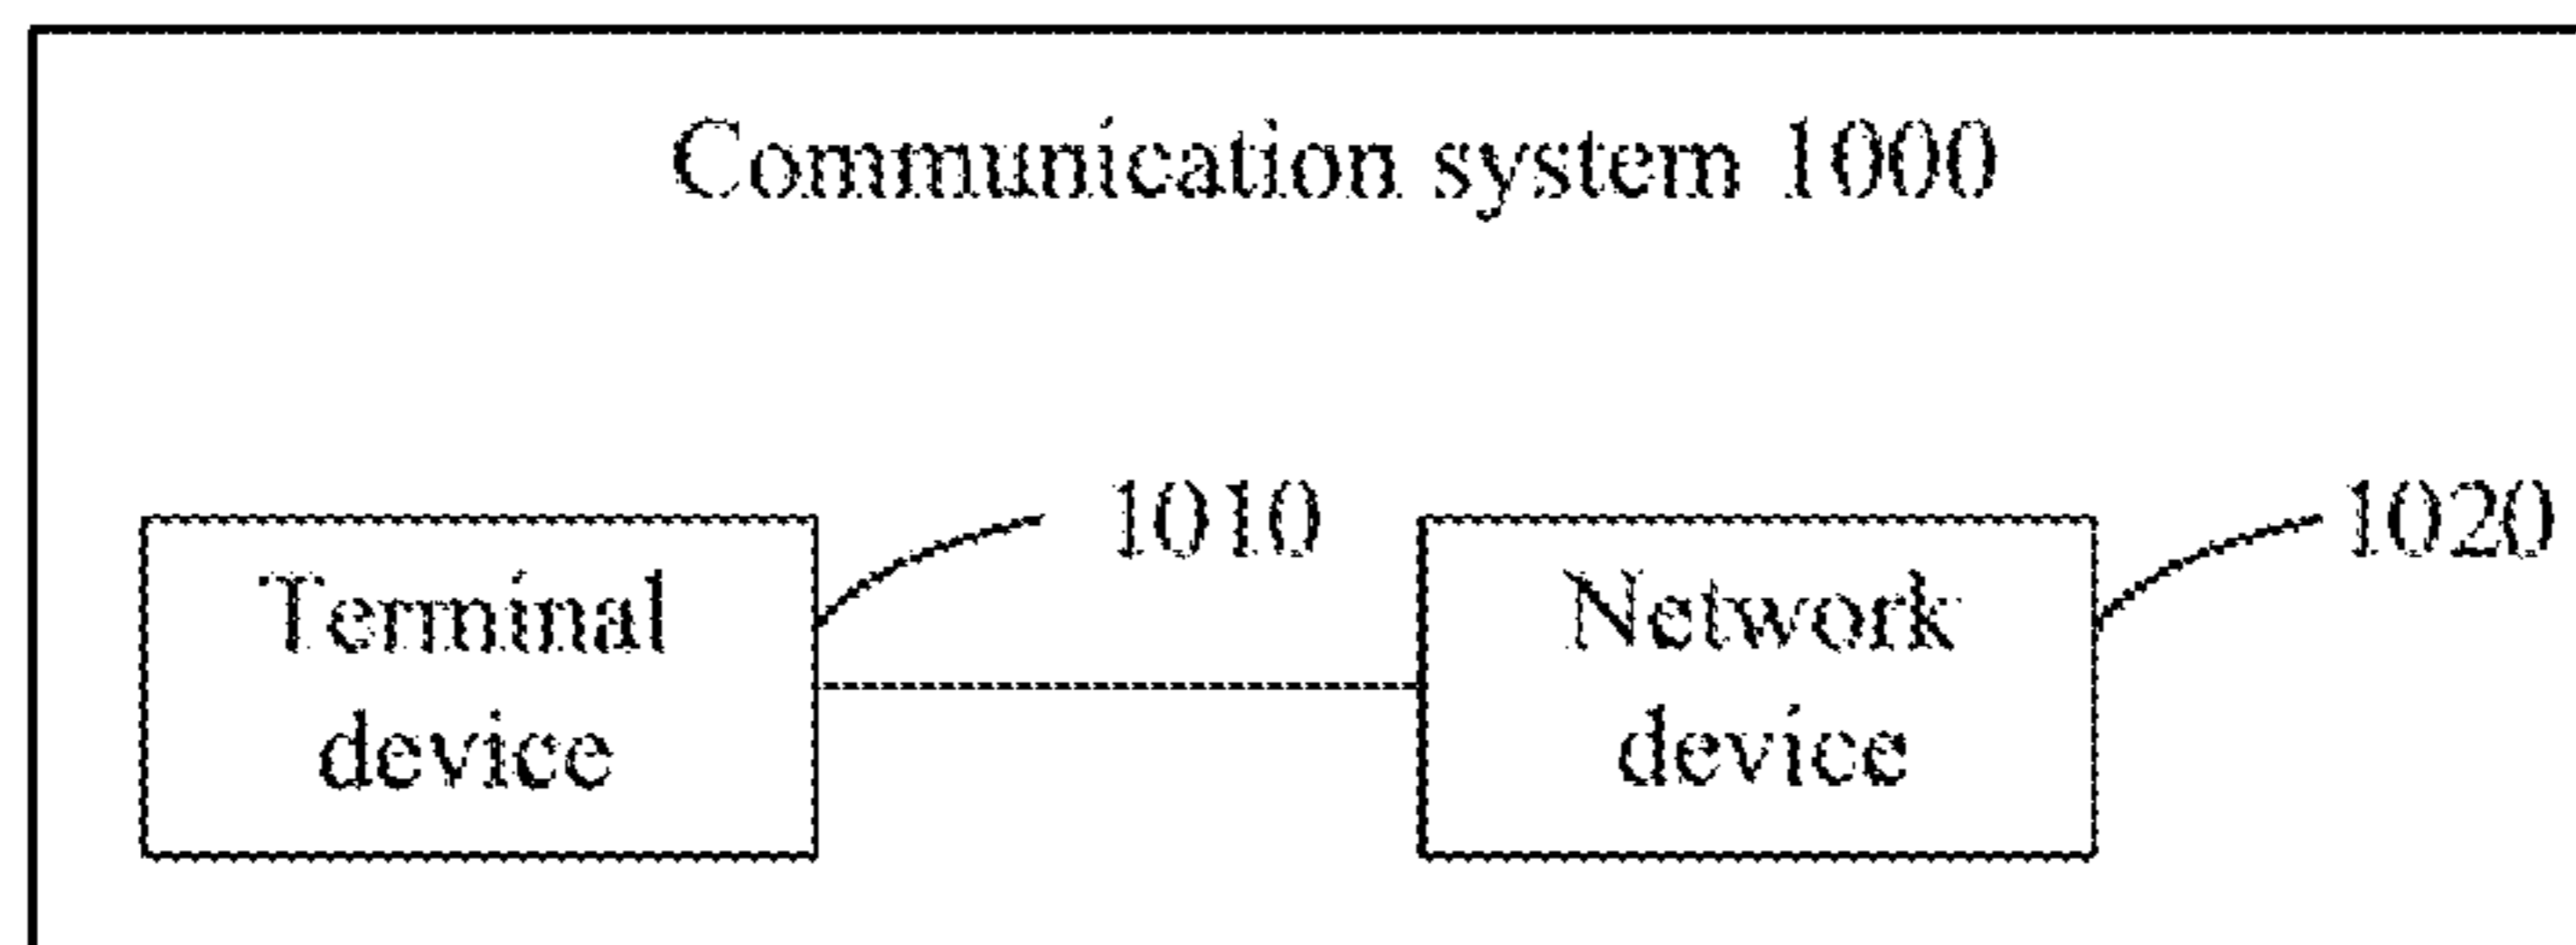 Communication system 1000
1010
1020
Terminal
device
Network
device